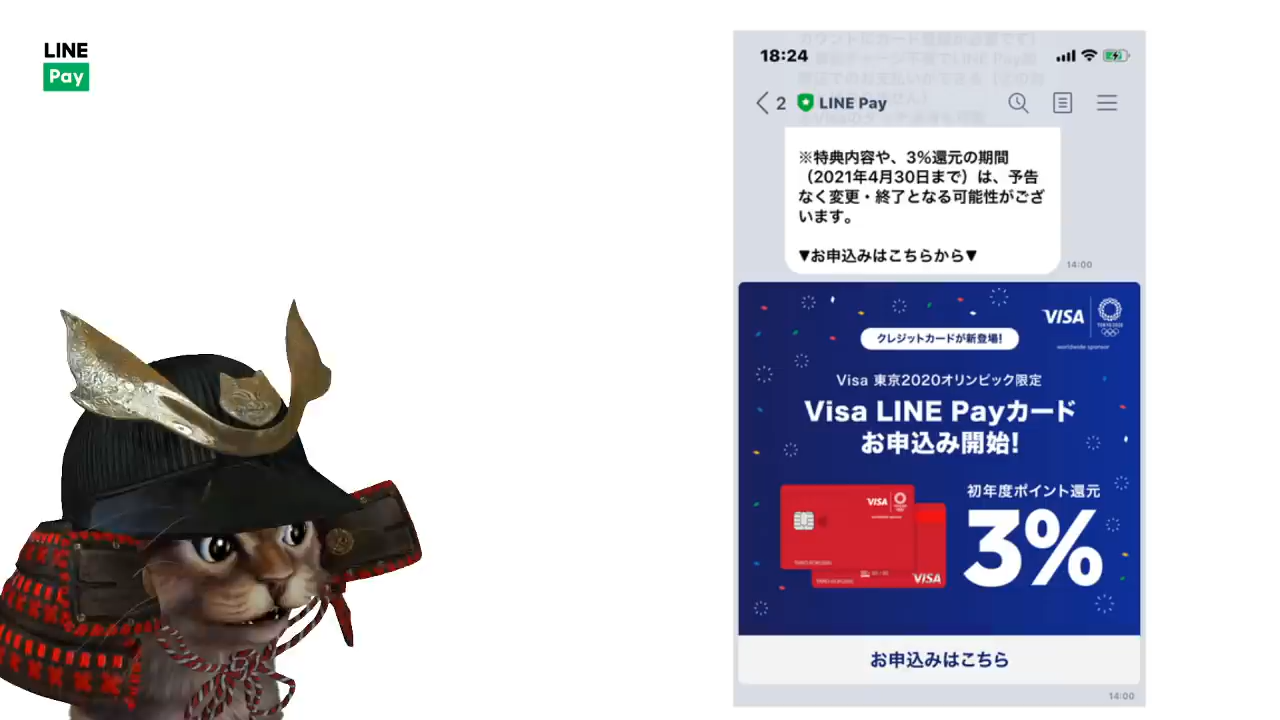 LINE
Pay
18:24
2 LINE Pay
※特典内容や、3%還元の期間
（2021年4月30日まで）は、予告
なく変更・終了となる可能性がござ
います。
▼お申込みはこちらから▼
14:00
VISA
TOKYO 2020
worldwide sponsor
クレジットカードが新登場!
Visa 東京2020オリンピック限定
Visa LINE Payカード
お申込み開始!
初年度ポイント還元
3%
VISA
VISA
お申込みはこちら
14:00